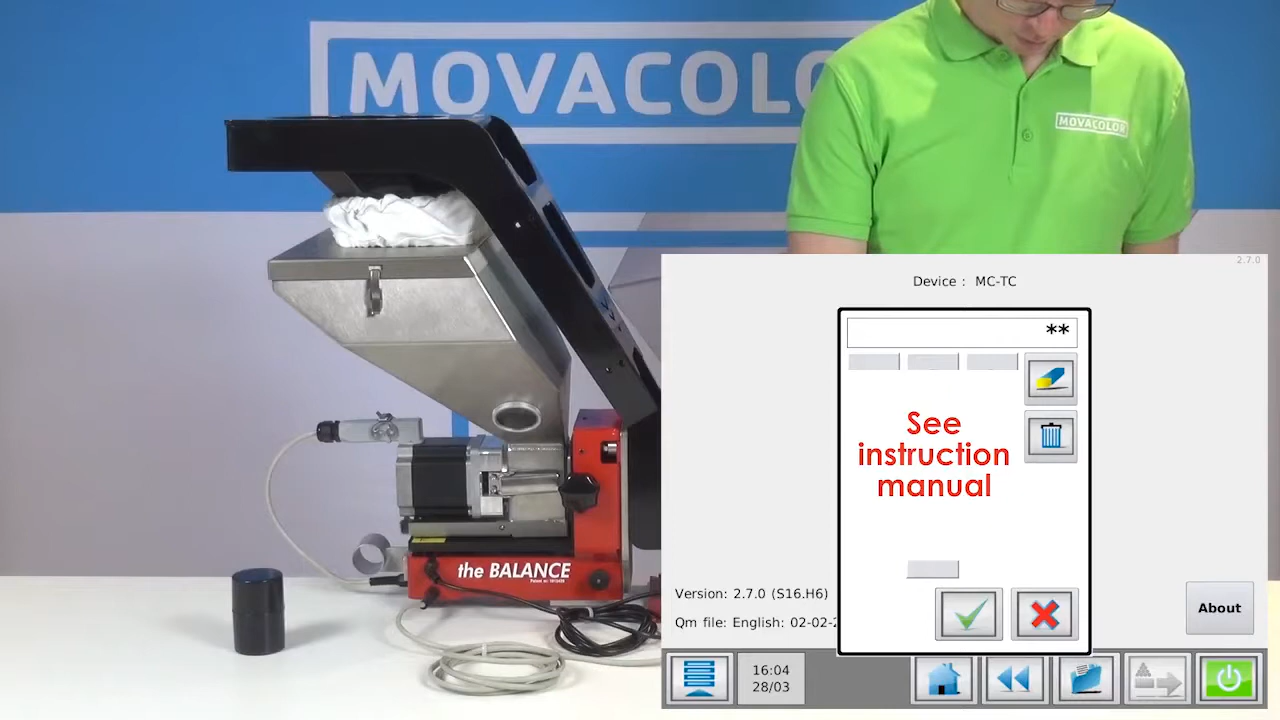 MOVACOLO
MOVACOLOR
2.7.0
Device : MC-TC
**
See
instruction
manual
the BALANCE
Version: 2.7.0 (S16.H6)
Qm file: English: 02-02-2
About
16:04
28/03